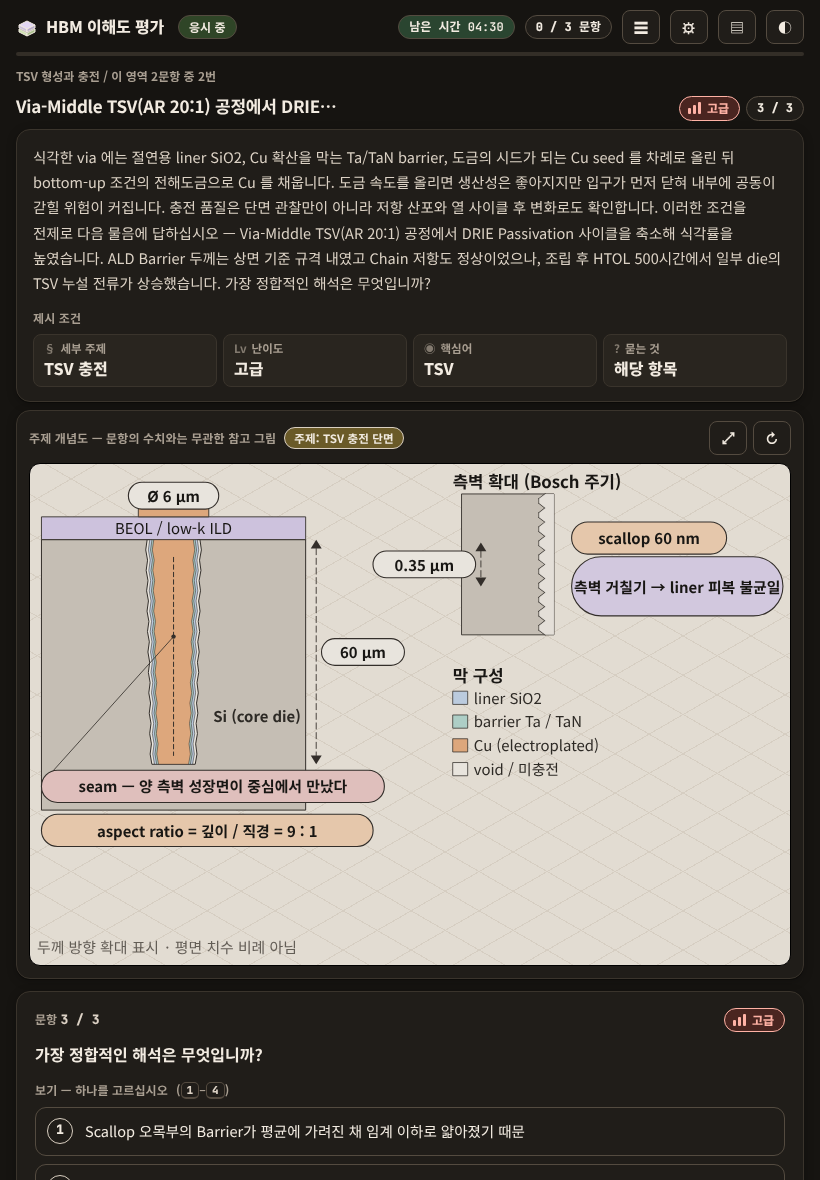 HBM 이해도 평가
응시 중
남은 시간 04:30
0 / 3 문항
TSV 형성과 충전 / 이 영역 2문항 중 2번
Via-Middle TSV(AR 20:1) 공정에서 DRIE…
고급
3 / 3
식각한 via 에는 절연용 liner SiO2, Cu 확산을 막는 Ta/TaN barrier, 도금의 시드가 되는 Cu seed 를 차례로 올린 뒤
bottom-up 조건의 전해도금으로 Cu 를 채웁니다. 도금 속도를 올리면 생산성은 좋아지지만 입구가 먼저 닫혀 내부에 공동이
갇힐 위험이 커집니다. 충전 품질은 단면 관찰만이 아니라 저항 산포와 열 사이클 후 변화로도 확인합니다. 이러한 조건을
전제로 다음 물음에 답하십시오 — Via-Middle TSV(AR 20:1) 공정에서 DRIE Passivation 사이클을 축소해 식각률을
높였습니다. ALD Barrier 두께는 상면 기준 규격 내였고 Chain 저항도 정상이었으나, 조립 후 HTOL 500시간에서 일부 die의
TSV 누설 전류가 상승했습니다. 가장 정합적인 해석은 무엇입니까?
제시 조건
§ 세부 주제
TSV 충전
Lv 난이도
고급
◉ 핵심어
TSV
? 묻는 것
해당 항목
주제 개념도 — 문항의 수치와는 무관한 참고 그림
주제: TSV 충전 단면
Ø 6 µm
BEOL / low-k ILD
60 µm
Si (core die)
seam — 양 측벽 성장면이 중심에서 만났다
aspect ratio = 깊이 / 직경 = 9 : 1
측벽 확대 (Bosch 주기)
0.35 µm
scallop 60 nm
측벽 거칠기 → liner 피복 불균일
막 구성
liner SiO2
barrier Ta / TaN
Cu (electroplated)
void / 미충전
두께 방향 확대 표시 · 평면 치수 비례 아님
문항 3 / 3
고급
가장 정합적인 해석은 무엇입니까?
보기 — 하나를 고르십시오 (1–4)
1 Scallop 오목부의 Barrier가 평균에 가려진 채 임계 이하로 얇아졌기 때문